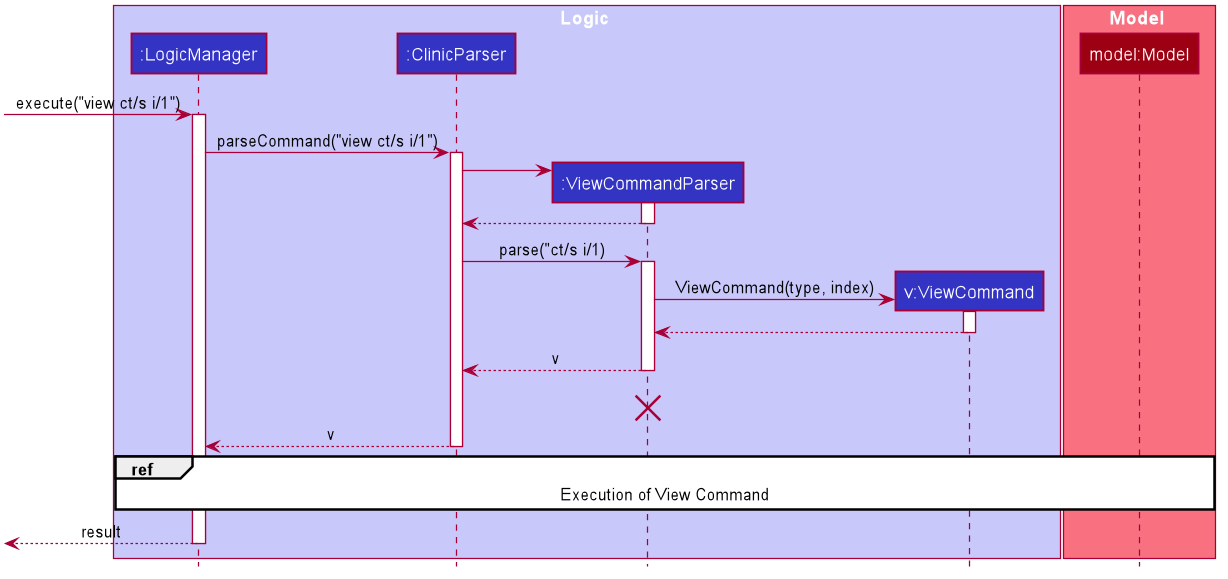 Logic
Model
:LogicManager
:ClinicParser
model:Model
execute("view ct/s i/1")
parseCommand("view ct/s i/1")
:ViewCommandParser
parse("ct/s i/1)
ViewCommand(type, index)
v:ViewCommand
v
v
ref
Execution of View Command
result